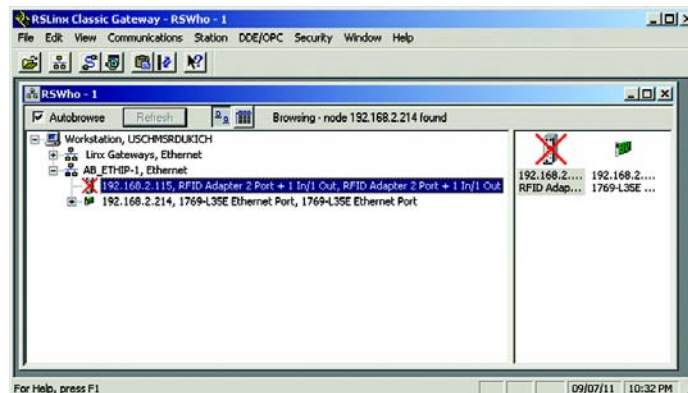 RSLinx Classic Gateway - RSWho - 1
File Edit View Communications Station DDE/OPC Security Window Help
RSWho - 1
Autobrowse Refresh Browsing - node 192.168.2.214 found
Workstation, USCHMSRDUKICH
Linx Gateways, Ethernet
AB_ETHIP-1, Ethernet
192.168.2.115, RFID Adapter 2 Port + 1 In/1 Out, RFID Adapter 2 Port + 1 In/1 Out
192.168.2.214, 1769-L35E Ethernet Port, 1769-L35E Ethernet Port
192.168.2.... 192.168.2....
RFID Adap... 1769-L35E ...
For Help, press F1 09/07/11 10:32 PM